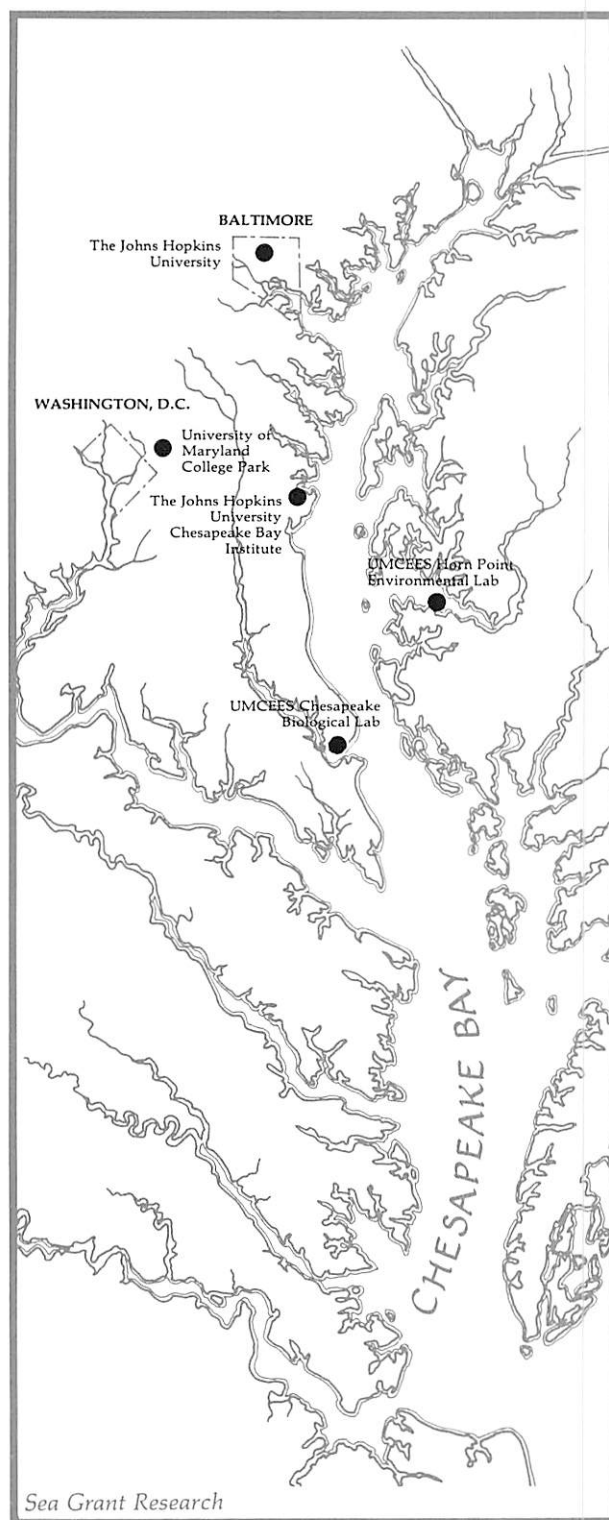 BALTIMORE
The Johns Hopkins
University
WASHINGTON, D.C.
University of
Maryland
College Park
The Johns Hopkins
University
Chesapeake Bay
Institute
UMCEES Horn Point
Environmental Lab
UMCEES Chesapeake
Biological Lab
CHESAPEAKE BAY
Sea Grant Research